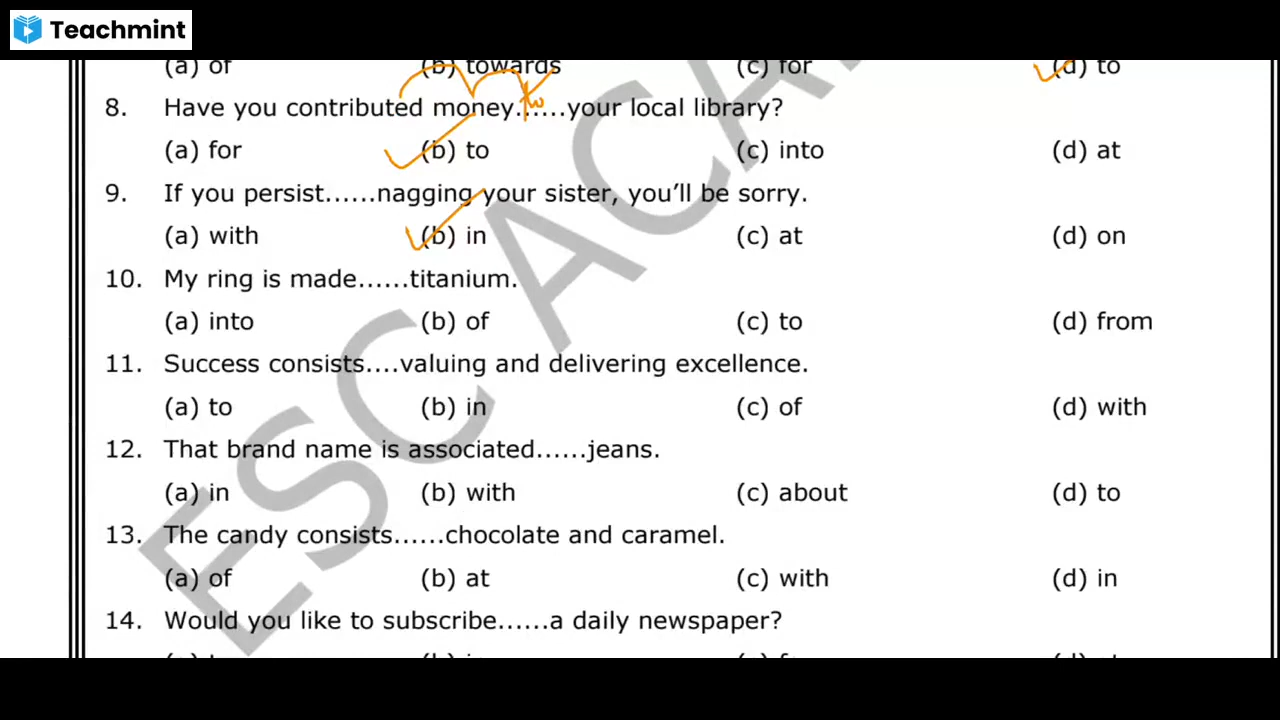 Teachmint
(a) of (b) towards (c) for (d) to
8. Have you contributed money......your local library?
to
(a) for (b) to (c) into (d) at
9. If you persist......nagging your sister, you'll be sorry.
(a) with (b) in (c) at (d) on
10. My ring is made......titanium.
(a) into (b) of (c) to (d) from
11. Success consists....valuing and delivering excellence.
(a) to (b) in (c) of (d) with
12. That brand name is associated......jeans.
(a) in (b) with (c) about (d) to
13. The candy consists......chocolate and caramel.
(a) of (b) at (c) with (d) in
14. Would you like to subscribe......a daily newspaper?
ESC ACA